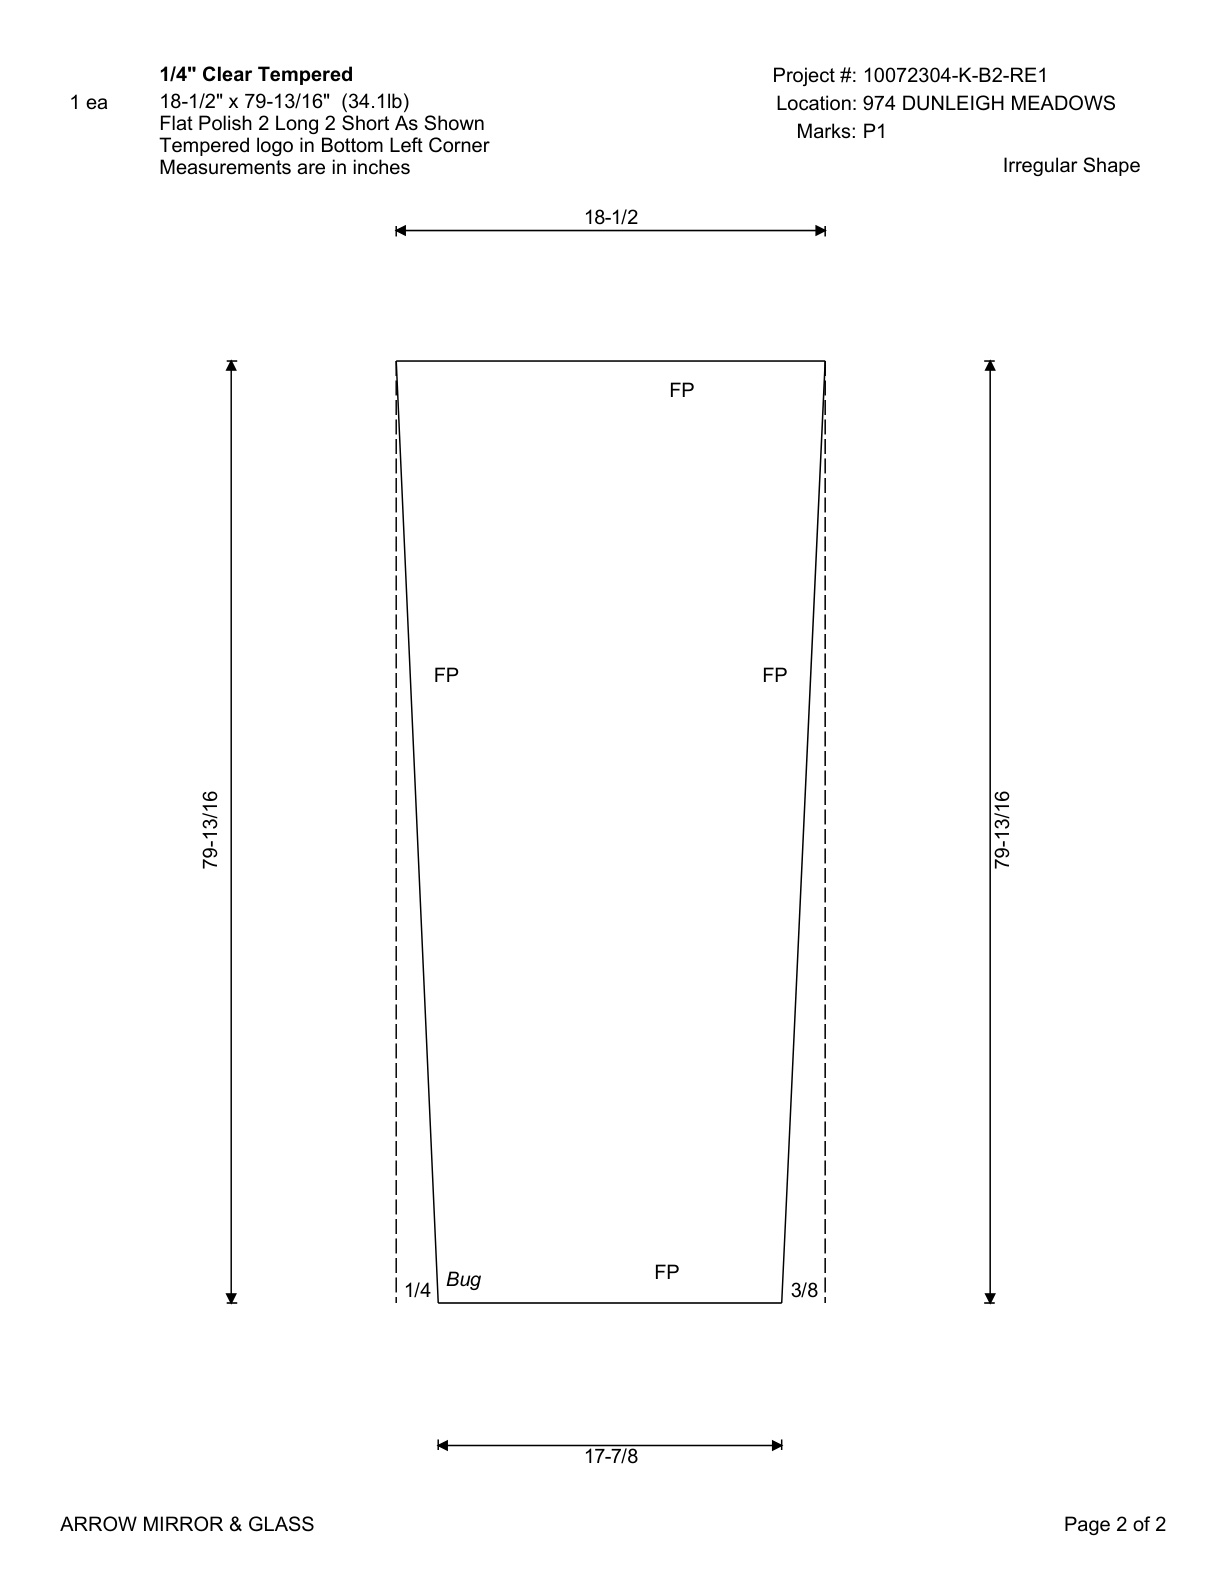 1/4" Clear Tempered
1 ea
18-1/2" x 79-13/16" (34.1lb)
Flat Polish 2 Long 2 Short As Shown
Tempered logo in Bottom Left Corner
Measurements are in inches
Project #: 10072304-K-B2-RE1
Location: 974 DUNLEIGH MEADOWS
Marks: P1
Irregular Shape
18-1/2
FP
FP
FP
79-13/16
79-13/16
FP
Bug
1/4
3/8
17-7/8
ARROW MIRROR & GLASS
Page 2 of 2